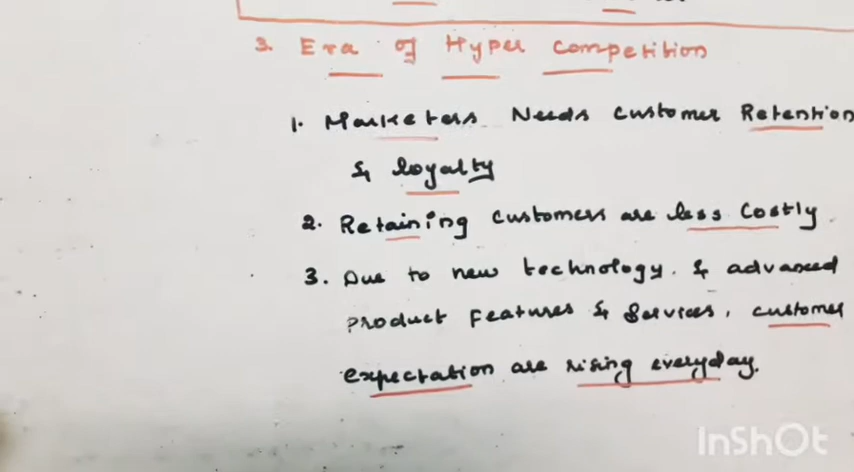 3. Era of Hyper Competition
1. Marketers Needs customer Retention
& loyalty
2. Retaining customers are less Costly
3. Due to new technology. & advanced
product Features & Services, customer
expectation are rising everyday.
InShOt